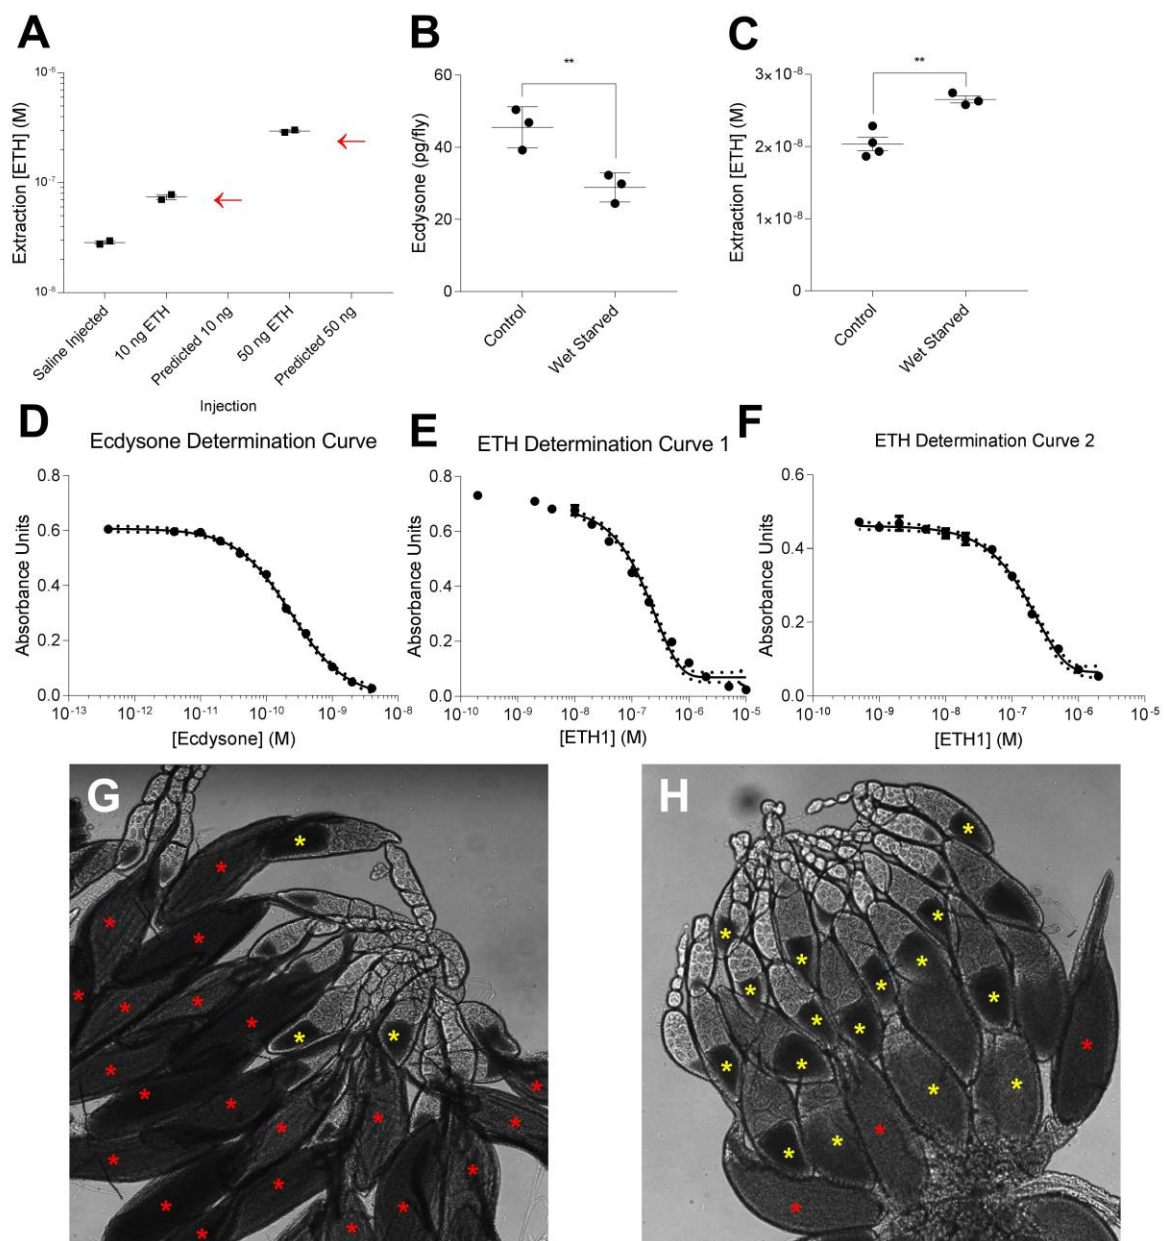 A
Extraction [ETH] (M)
10-6
10-7
10-8
Saline Injected
10 ng ETH
Predicted 10 ng
50 ng ETH
Predicted 50 ng
Injection
B
Ecdysone (pg/fly)
60
40
20
0
**
Control
Wet Starved
C
Extraction [ETH] (M)
3×10-8
2×10-8
1×10-8
0
**
Control
Wet Starved
D
Ecdysone Determination Curve
Absorbance Units
0.8
0.6
0.4
0.2
0.0
10-13 10-12 10-11 10-10 10-9 10-8
[Ecdysone] (M)
E
ETH Determination Curve 1
Absorbance Units
0.8
0.6
0.4
0.2
0.0
10-10 10-9 10-8 10-7 10-6 10-5
[ETH1] (M)
F
ETH Determination Curve 2
Absorbance Units
0.6
0.4
0.2
0.0
10-10 10-9 10-8 10-7 10-6 10-5
[ETH1] (M)
G
H